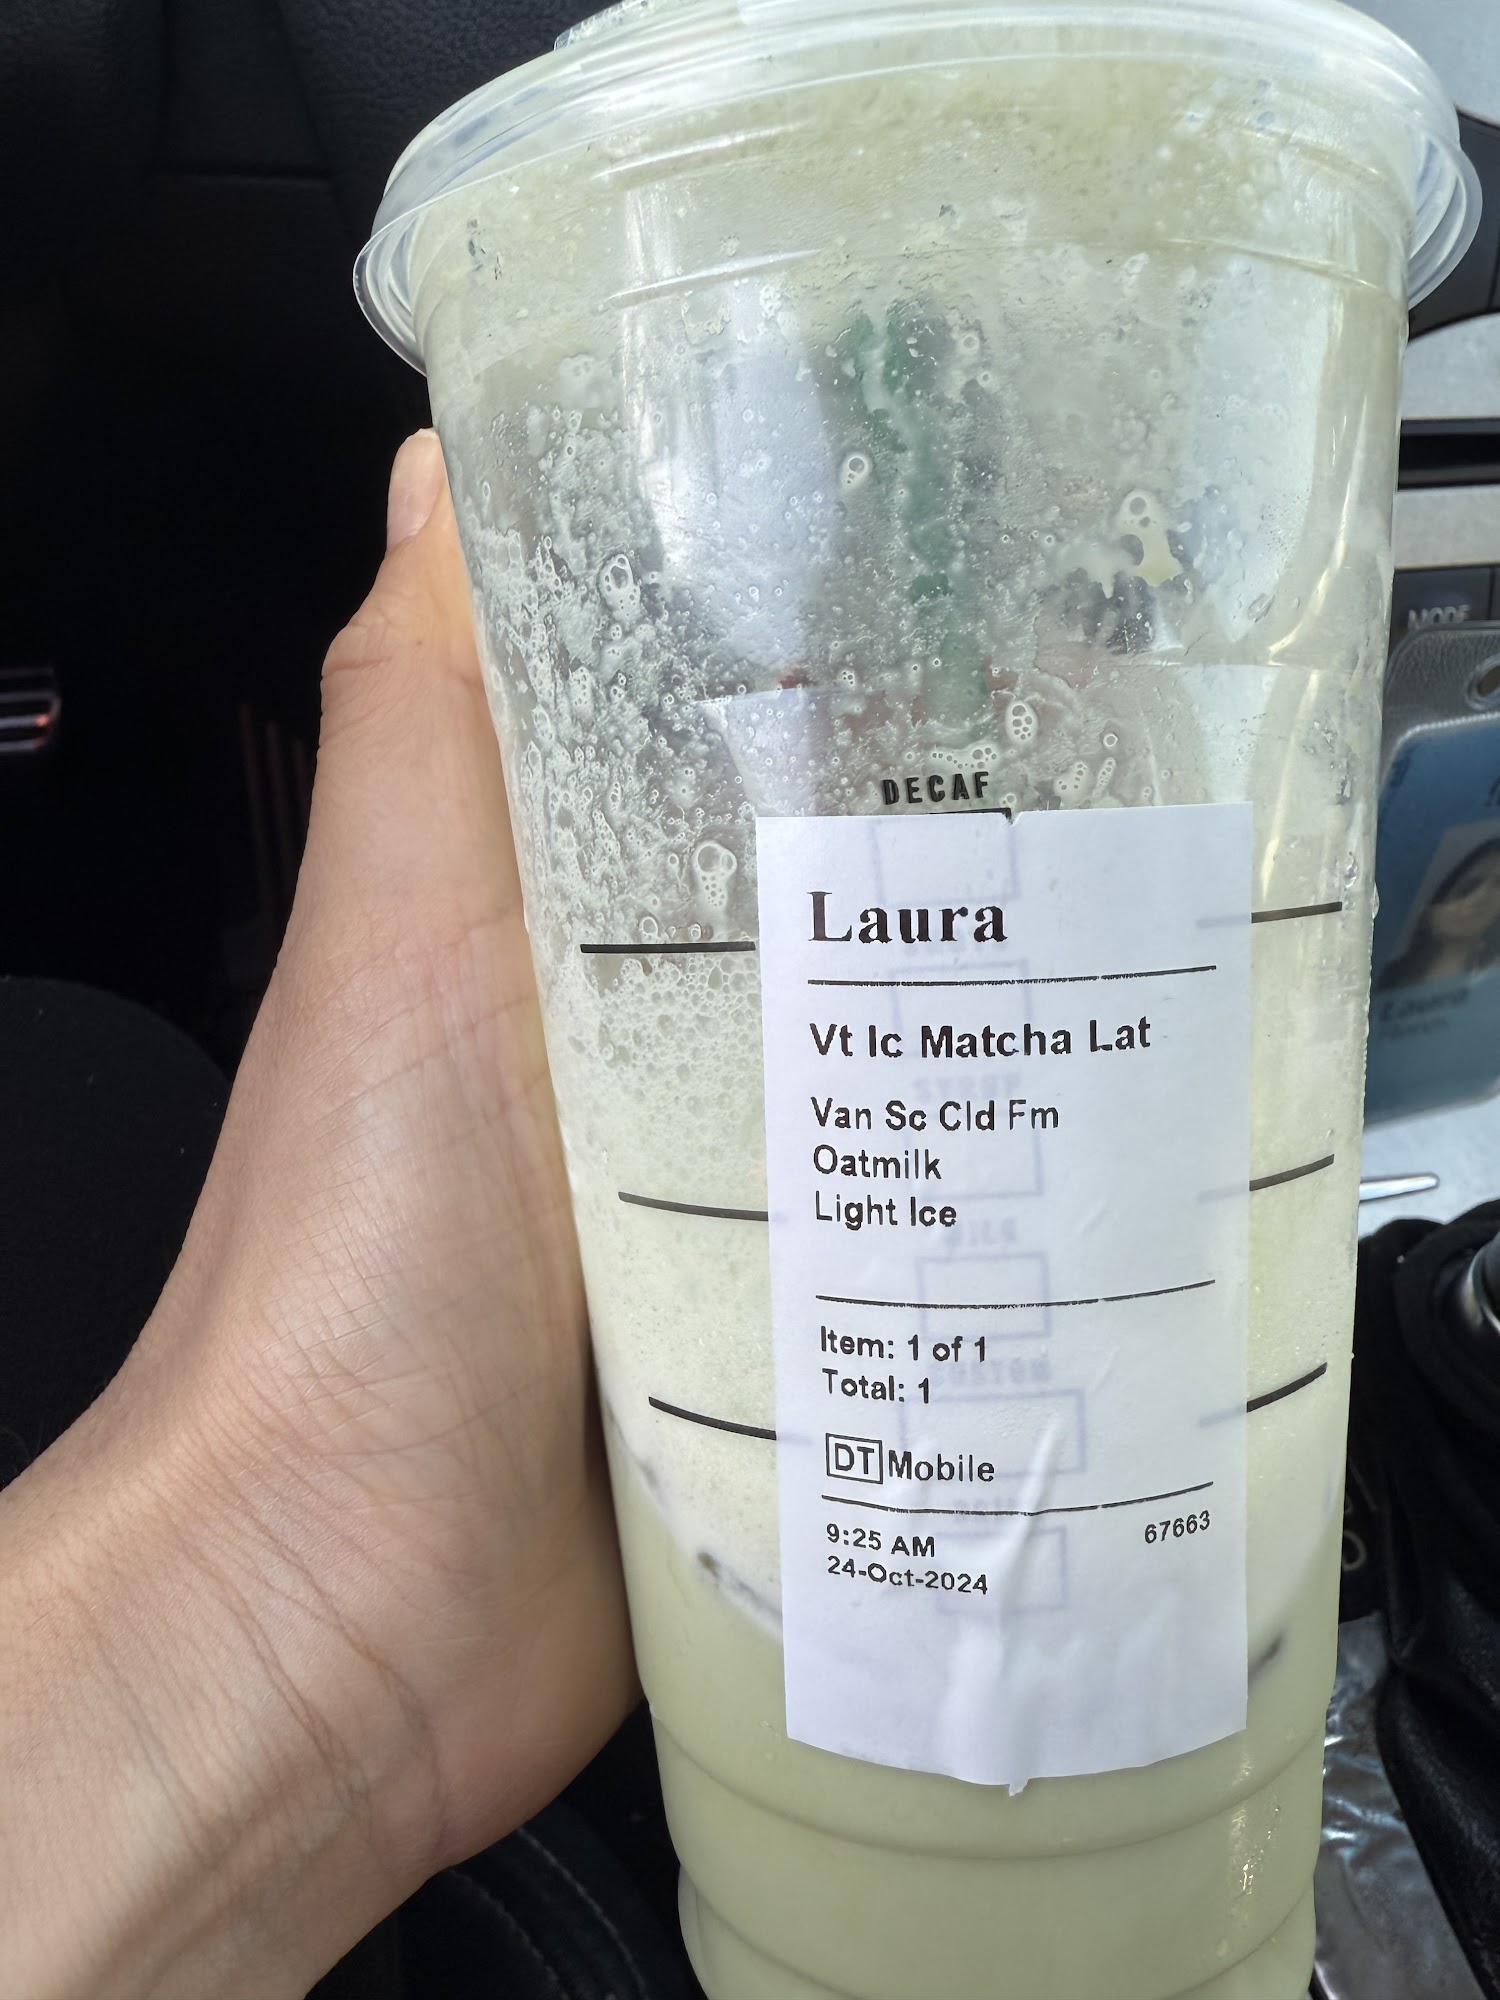 MODE
DECAF
Laura
Vt Ic Matcha Lat
Van Sc Cld Fm
Oatmilk
Light Ice
Item: 1 of 1
Total: 1
DT Mobile
9:25 AM
67663
24-Oct-2024